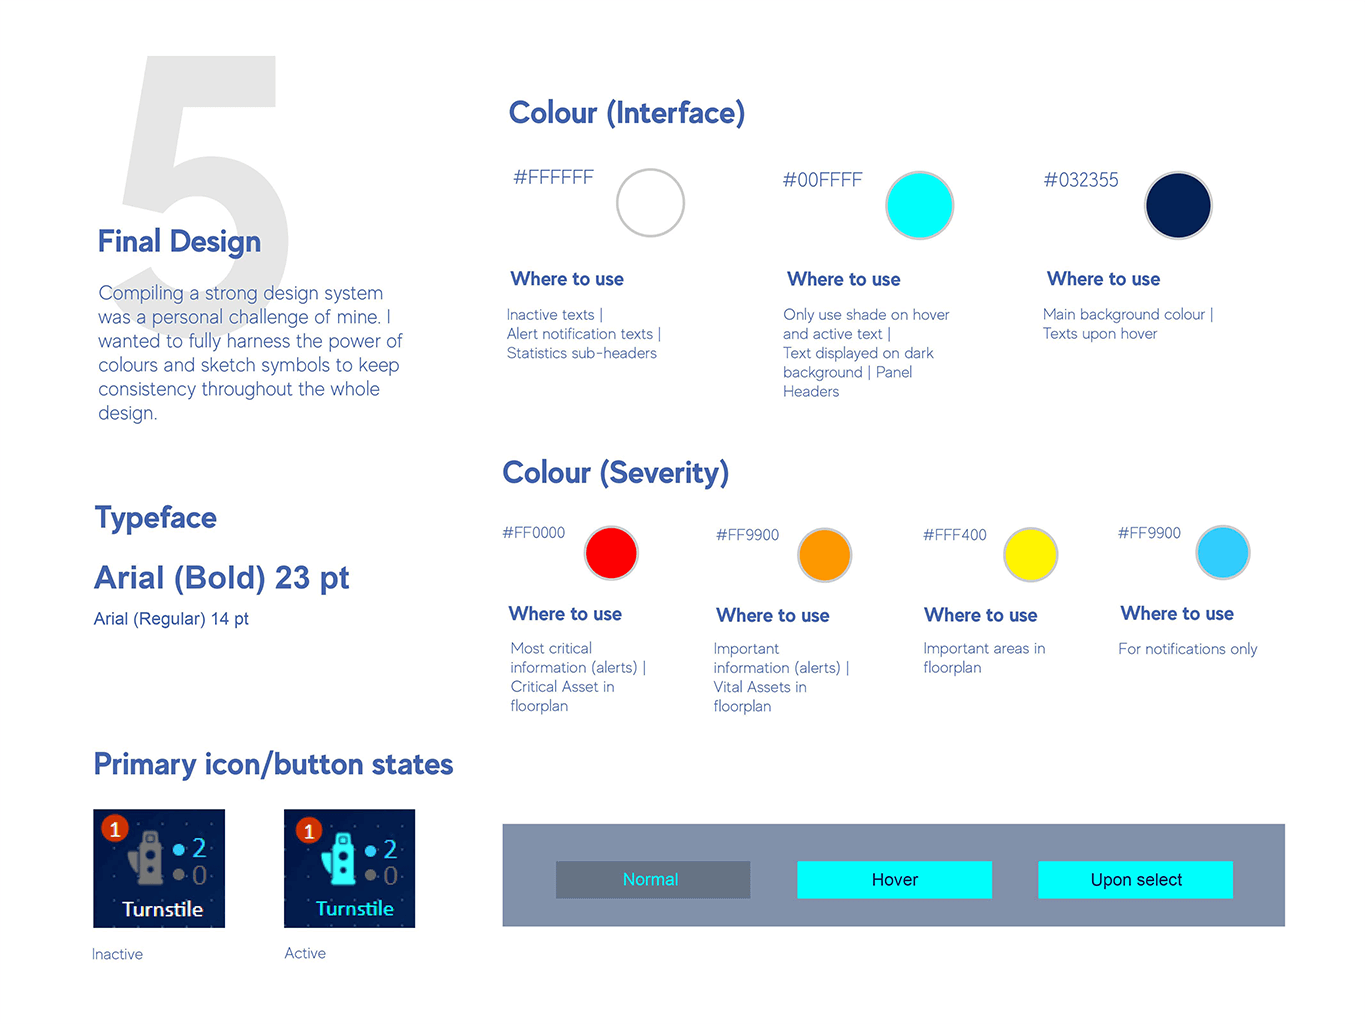 5
Final Design
Compiling a strong design system
was a personal challenge of mine. I
wanted to fully harness the power of
colours and sketch symbols to keep
consistency throughout the whole
design.
Typeface
Arial (Bold) 23 pt
Arial (Regular) 14 pt
Colour (Interface)
#FFFFFF
Where to use
Inactive texts |
Alert notification texts |
Statistics sub-headers
#00FFFF
Where to use
Only use shade on hover
and active text |
Text displayed on dark
background | Panel
Headers
#032355
Where to use
Main background colour |
Texts upon hover
Colour (Severity)
#FF0000
Where to use
Most critical
information (alerts) |
Critical Asset in
floorplan
#FF9900
Where to use
Important
information (alerts) |
Vital Assets in
floorplan
#FFF400
Where to use
Important areas in
floorplan
#FF9900
Where to use
For notifications only
Primary icon/button states
1
2
0
Turnstile
Inactive
1
2
0
Turnstile
Active
Normal
Hover
Upon select